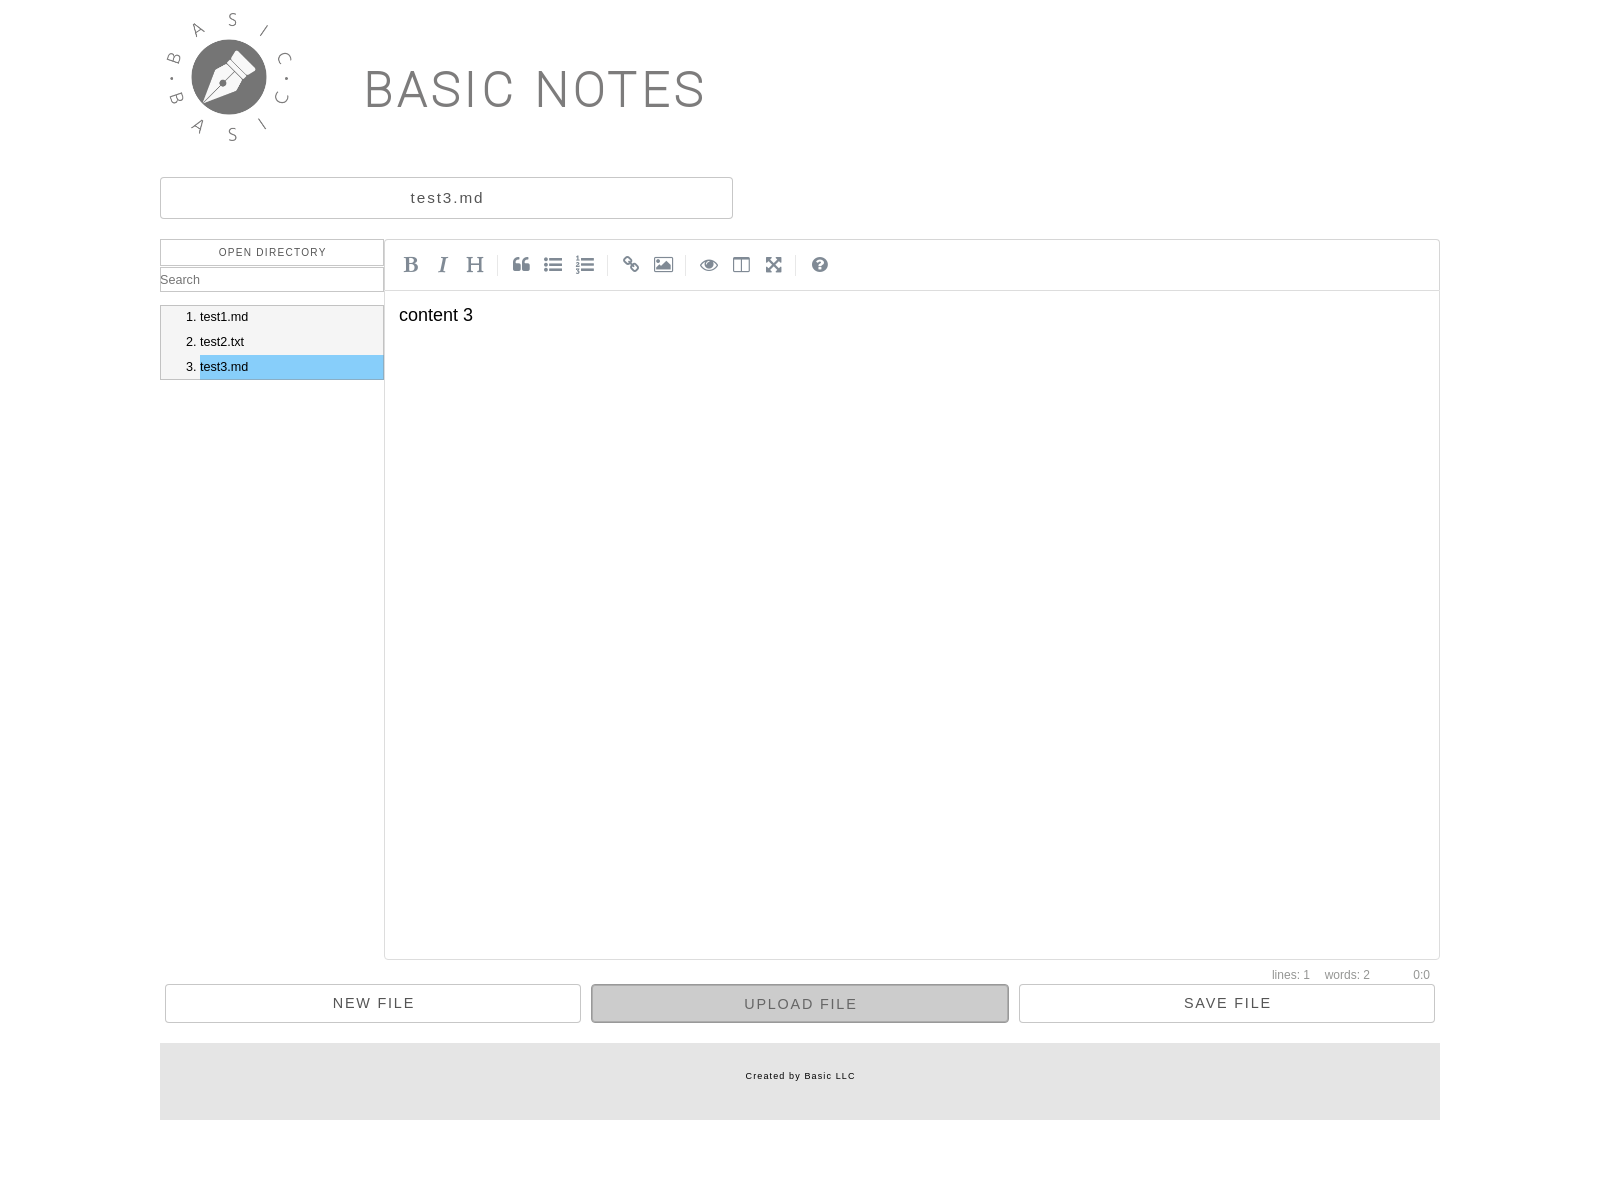 BASIC • BASIC •
BASIC NOTES
test3.md
OPEN DIRECTORY
Search
1. test1.md
2. test2.txt
3. test3.md
B I H
content 3
lines: 1 words: 2 0:0
NEW FILE
UPLOAD FILE
SAVE FILE
Created by Basic LLC